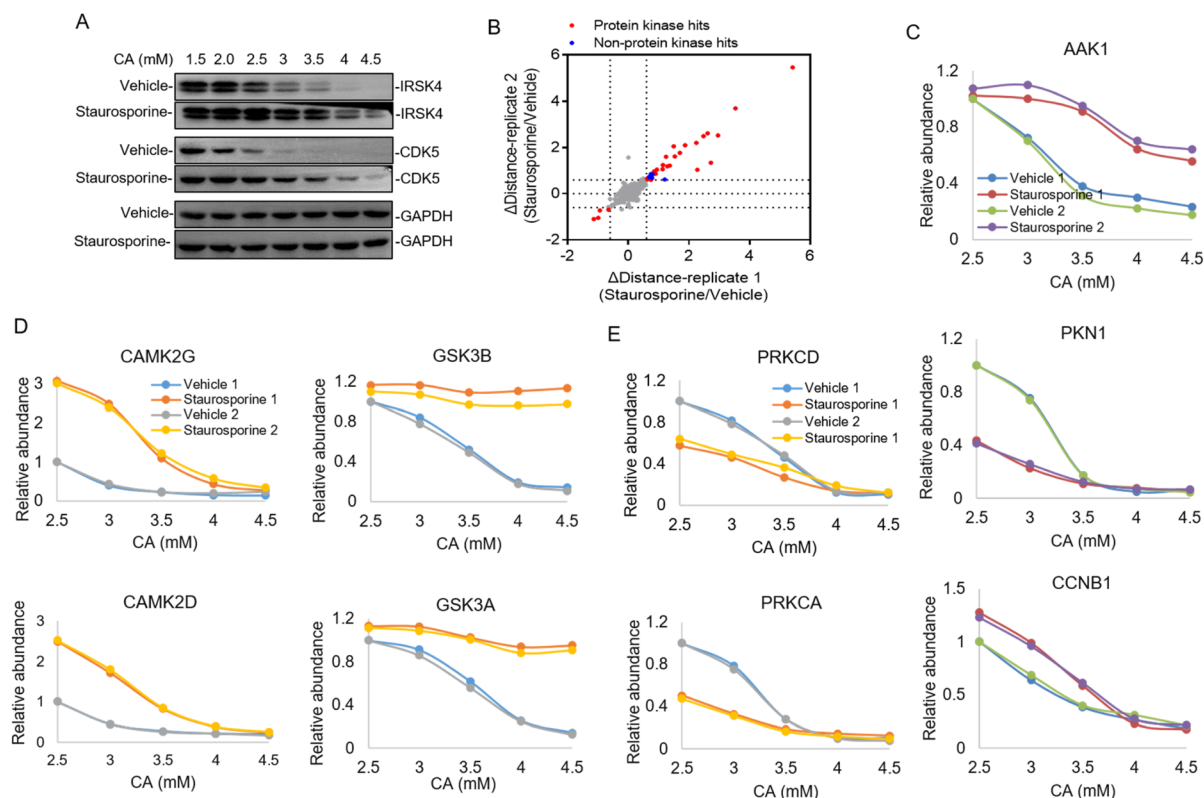 A
CA (mM) 1.5 2.0 2.5 3 3.5 4 4.5
Vehicle- -IRSK4
Staurosporine- -IRSK4
Vehicle- -CDK5
Staurosporine- -CDK5
Vehicle- -GAPDH
Staurosporine- -GAPDH
B
Protein kinase hits
Non-protein kinase hits
ΔDistance-replicate 2
(Staurosporine/Vehicle)
6
4
2
0
-2
-2 0 2 4 6
ΔDistance-replicate 1
(Staurosporine/Vehicle)
C
AAK1
Relative abundance
1.2
0.8
0.4
0
Vehicle 1
Staurosporine 1
Vehicle 2
Staurosporine 2
2.5 3 3.5 4 4.5
CA (mM)
D
CAMK2G
Relative abundance
3
2
1
0
Vehicle 1
Staurosporine 1
Vehicle 2
Staurosporine 2
2.5 3 3.5 4 4.5
CA (mM)
GSK3B
Relative abundance
1.2
0.8
0.4
0
2.5 3 3.5 4 4.5
CA (mM)
CAMK2D
Relative abundance
3
2
1
0
2.5 3 3.5 4 4.5
CA (mM)
GSK3A
Relative abundance
1.2
0.8
0.4
0
2.5 3 3.5 4 4.5
CA (mM)
E
PRKCD
Relative abundance
1.2
0.8
0.4
0
Vehicle 1
Staurosporine 1
Vehicle 2
Staurosporine 1
2.5 3 3.5 4 4.5
CA (mM)
PKN1
Relative abundance
1.2
0.8
0.4
0
2.5 3 3.5 4 4.5
CA (mM)
PRKCA
Relative abundance
1.2
0.8
0.4
0
2.5 3 3.5 4 4.5
CA (mM)
CCNB1
Relative abundance
1.5
1
0.5
0
2.5 3 3.5 4 4.5
CA (mM)